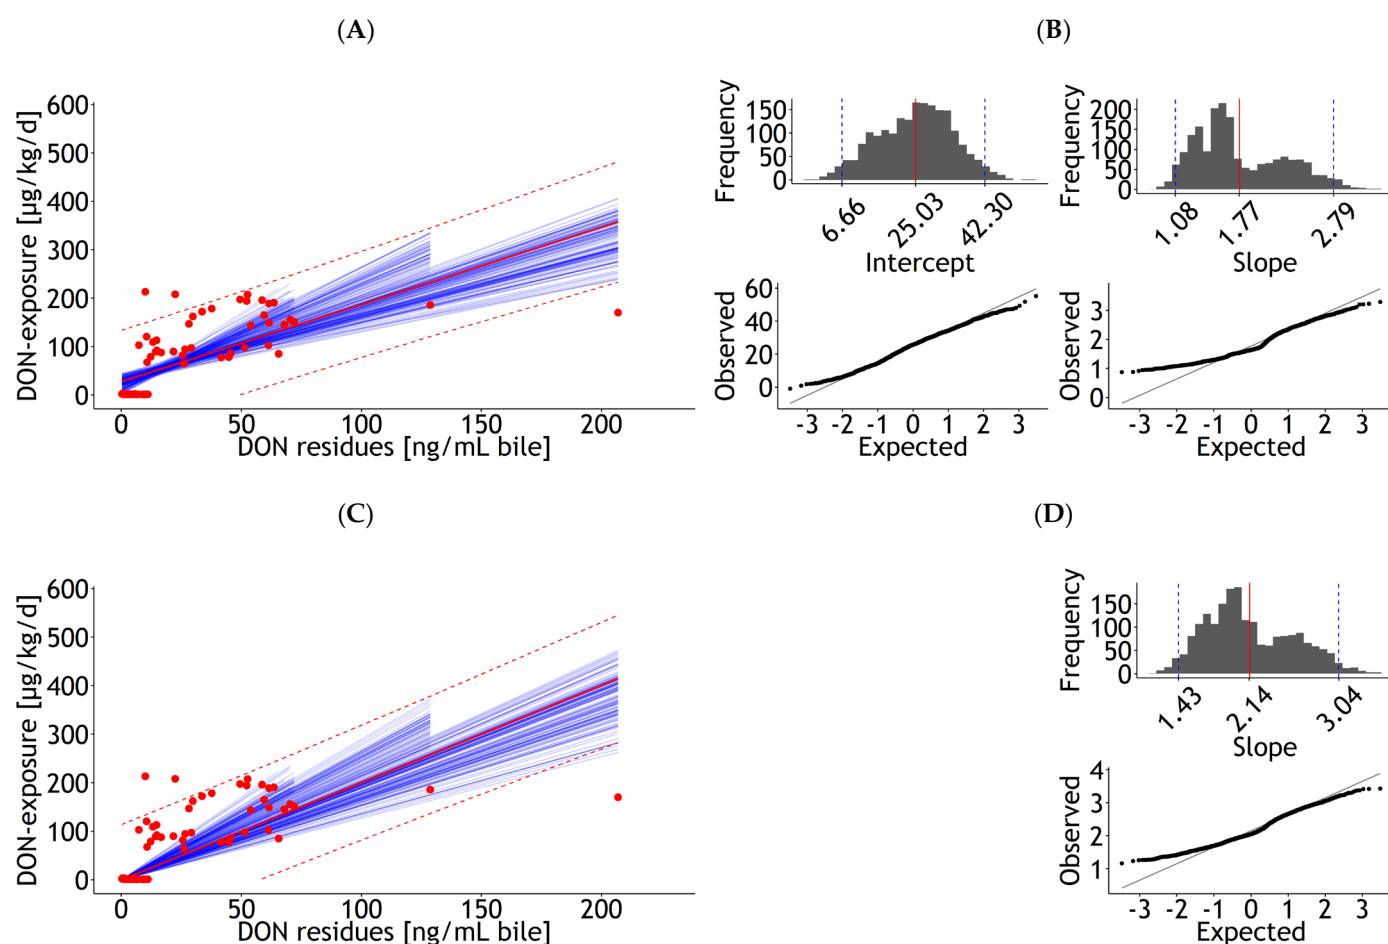 (A)
(B)
600
500
400
300
200
100
0
DON-exposure [µg/kg/d]
0 50 100 150 200
DON residues [ng/mL bile]
150
100
50
0
Frequency
6.66 25.03 42.30
Intercept
200
150
100
50
0
Frequency
1.08 1.77 2.79
Slope
60
40
20
0
Observed
-3 -2 -1 0 1 2 3
Expected
3
2
1
0
Observed
-3 -2 -1 0 1 2 3
Expected
(C)
(D)
600
500
400
300
200
100
0
DON-exposure [µg/kg/d]
0 50 100 150 200
DON residues [ng/mL bile]
150
100
50
0
Frequency
1.43 2.14 3.04
Slope
4
3
2
1
Observed
-3 -2 -1 0 1 2 3
Expected